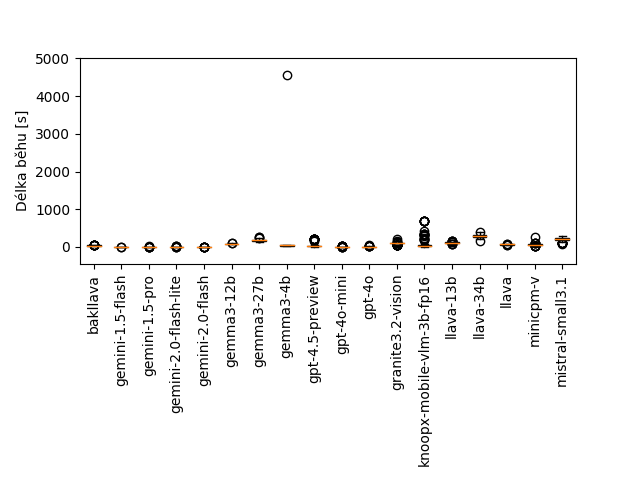 Délka běhu [s]
5000
4000
3000
2000
1000
0
bakllava
gemini-1.5-flash
gemini-1.5-pro
gemini-2.0-flash-lite
gemini-2.0-flash
gemma3-12b
gemma3-27b
gemma3-4b
gpt-4.5-preview
gpt-4o-mini
gpt-4o
granite3.2-vision
knoopx-mobile-vlm-3b-fp16
llava-13b
llava-34b
llava
minicpm-v
mistral-small3.1